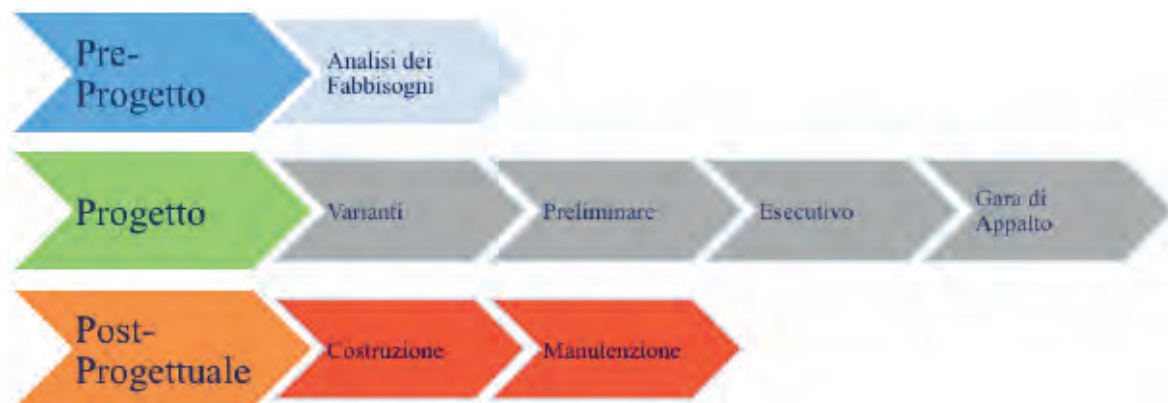 Pre-
Progetto
Analisi dei
Fabbisogni
Progetto
Varianti
Preliminare
Esecutivo
Gara di
Appalto
Post-
Progettuale
Costruzione
Manutenzione